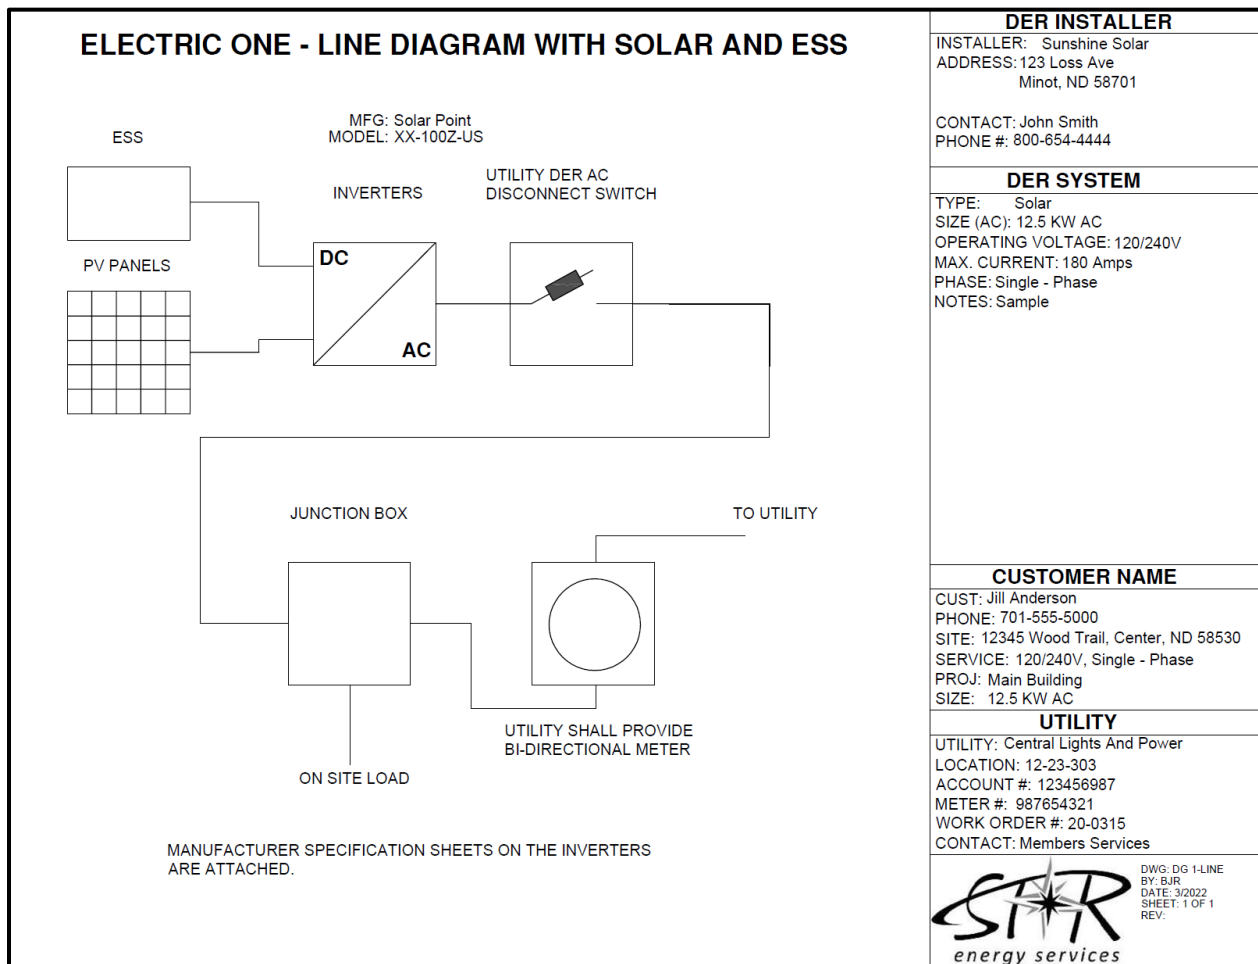 ELECTRIC ONE - LINE DIAGRAM WITH SOLAR AND ESS
MFG: Solar Point
MODEL: XX-100Z-US
ESS
INVERTERS
UTILITY DER AC
DISCONNECT SWITCH
PV PANELS
DC
AC
JUNCTION BOX
TO UTILITY
UTILITY SHALL PROVIDE
BI-DIRECTIONAL METER
ON SITE LOAD
MANUFACTURER SPECIFICATION SHEETS ON THE INVERTERS
ARE ATTACHED.
DER INSTALLER
INSTALLER: Sunshine Solar
ADDRESS: 123 Loss Ave
Minot, ND 58701
CONTACT: John Smith
PHONE #: 800-654-4444
DER SYSTEM
TYPE: Solar
SIZE (AC): 12.5 KW AC
OPERATING VOLTAGE: 120/240V
MAX. CURRENT: 180 Amps
PHASE: Single - Phase
NOTES: Sample
CUSTOMER NAME
CUST: Jill Anderson
PHONE: 701-555-5000
SITE: 12345 Wood Trail, Center, ND 58530
SERVICE: 120/240V, Single - Phase
PROJ: Main Building
SIZE: 12.5 KW AC
UTILITY
UTILITY: Central Lights And Power
LOCATION: 12-23-303
ACCOUNT #: 123456987
METER #: 987654321
WORK ORDER #: 20-0315
CONTACT: Members Services
STAR
energy services
DWG: DG 1-LINE
BY: BJR
DATE: 3/2022
SHEET: 1 OF 1
REV: